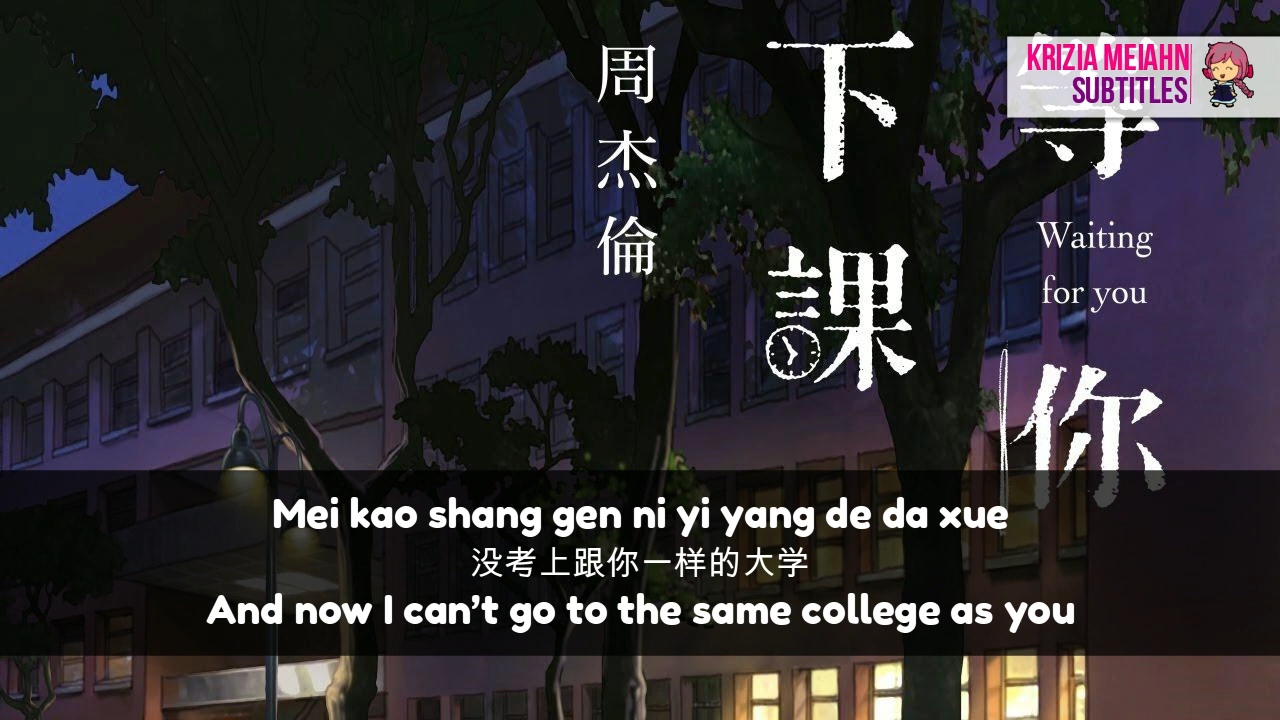 等
下
課
你
Waiting
for you
周杰倫
KRIZIA MEIAHN
SUBTITLES
Mei kao shang gen ni yi yang de da xue
没考上跟你一样的大学
And now I can't go to the same college as you